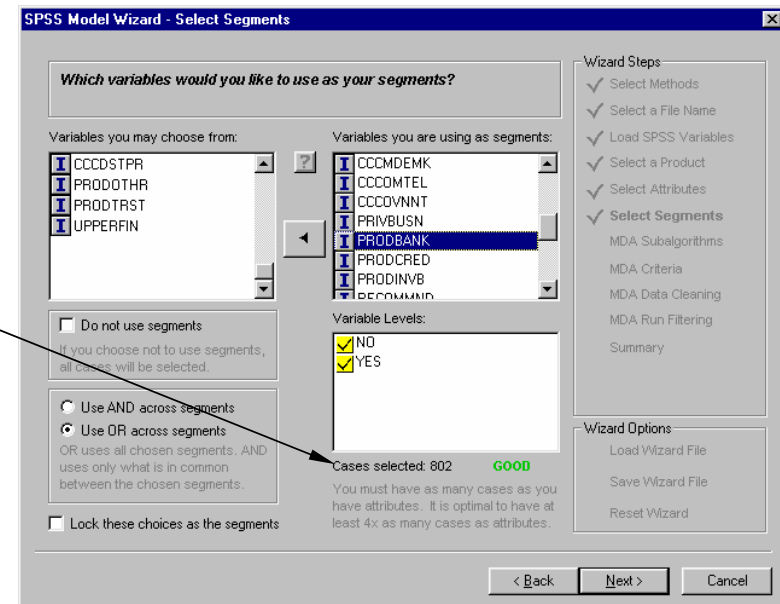 SPSS Model Wizard - Select Segments
Which variables would you like to use as your segments?
Variables you may choose from:
CCCDSTPR
PRODOTHR
PRODTRST
UPPERFIN
?
Variables you are using as segments:
CCCMDEMK
CCCOMTEL
CCCOVNNT
PRIVBUSN
PRODBANK
PRODCRED
PRODINVB
RECOMMND
Do not use segments
If you choose not to use segments,
all cases will be selected.
Use AND across segments
Use OR across segments
OR uses all chosen segments. AND
uses only what is in common
between the chosen segments.
Lock these choices as the segments
Variable Levels:
NO
YES
Cases selected: 802 GOOD
You must have as many cases as you
have attributes. It is optimal to have at
least 4x as many cases as attributes.
Wizard Steps
Select Methods
Select a File Name
Load SPSS Variables
Select a Product
Select Attributes
Select Segments
MDA Subalgorithms
MDA Criteria
MDA Data Cleaning
MDA Run Filtering
Summary
Wizard Options
Load Wizard File
Save Wizard File
Reset Wizard
< Back
Next >
Cancel